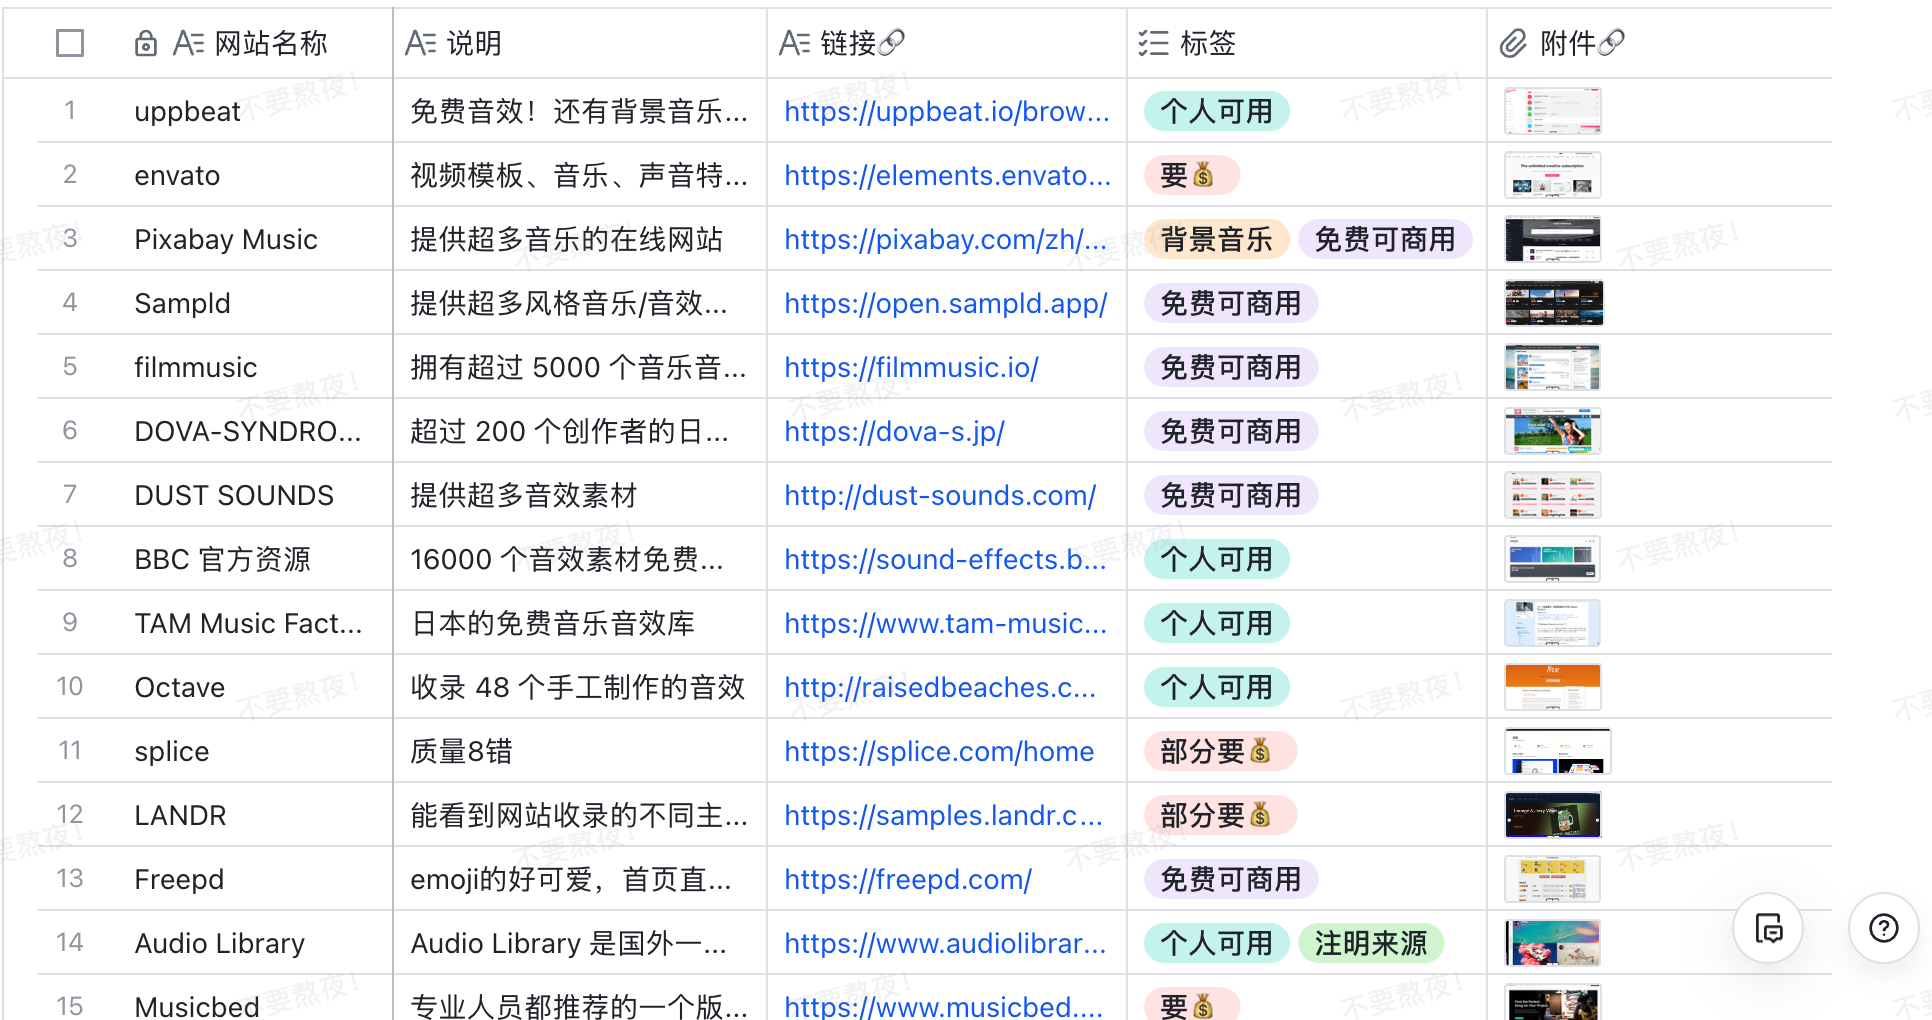 网站名称 说明 链接🔗 标签 附件🔗
1 uppbeat 免费音效！还有背景音乐... https://uppbeat.io/brow... 个人可用
2 envato 视频模板、音乐、声音特... https://elements.envato... 要💰
3 Pixabay Music 提供超多音乐的在线网站 https://pixabay.com/zh/... 背景音乐 免费可商用
4 Sampld 提供超多风格音乐/音效... https://open.sampld.app/ 免费可商用
5 filmmusic 拥有超过 5000 个音乐音... https://filmmusic.io/ 免费可商用
6 DOVA-SYNDRO... 超过 200 个创作者的日... https://dova-s.jp/ 免费可商用
7 DUST SOUNDS 提供超多音效素材 http://dust-sounds.com/ 免费可商用
8 BBC 官方资源 16000 个音效素材免费... https://sound-effects.b... 个人可用
9 TAM Music Fact... 日本的免费音乐音效库 https://www.tam-music... 个人可用
10 Octave 收录 48 个手工制作的音效 http://raisedbeaches.c... 个人可用
11 splice 质量8错 https://splice.com/home 部分要💰
12 LANDR 能看到网站收录的不同主... https://samples.landr.c... 部分要💰
13 Freepd emoji的好可爱，首页直... https://freepd.com/ 免费可商用
14 Audio Library Audio Library 是国外一... https://www.audiolibrar... 个人可用 注明来源
15 Musicbed 专业人员都推荐的一个版... https://www.musicbed.... 要💰
不要熬夜！